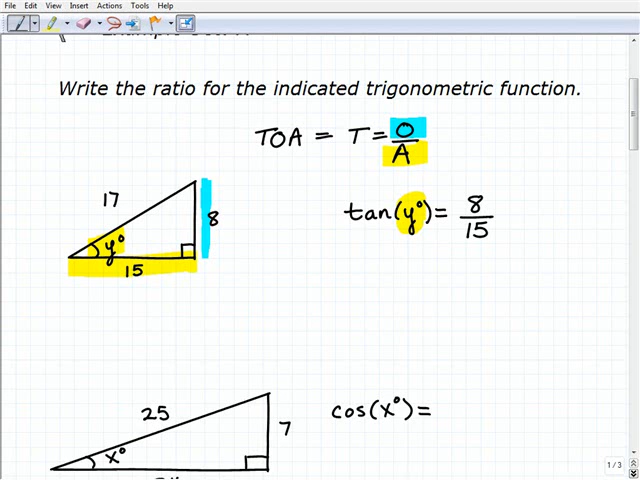 File Edit View Insert Actions Tools Help
Write the ratio for the indicated trigonometric function.
TOA = T = O/A
17
8
y°
15
tan(y°) = 8/15
25
7
x°
cos(x°) =
1 / 3